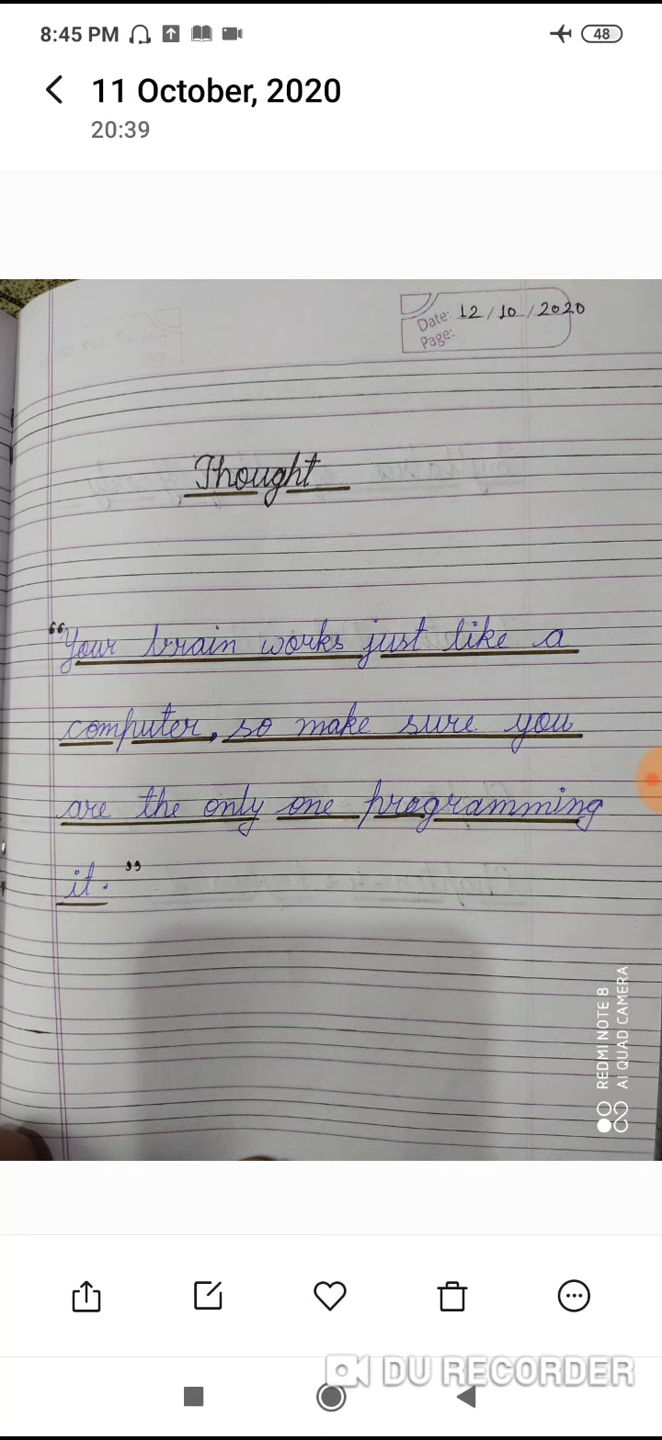 8:45 PM 48
11 October, 2020
20:39
Date: 12/10/2020
Page:
Thought
“Your brain works just like a
computer, so make sure you
are the only one programming
it.”
REDMI NOTE 8
AI QUAD CAMERA
DU RECORDER